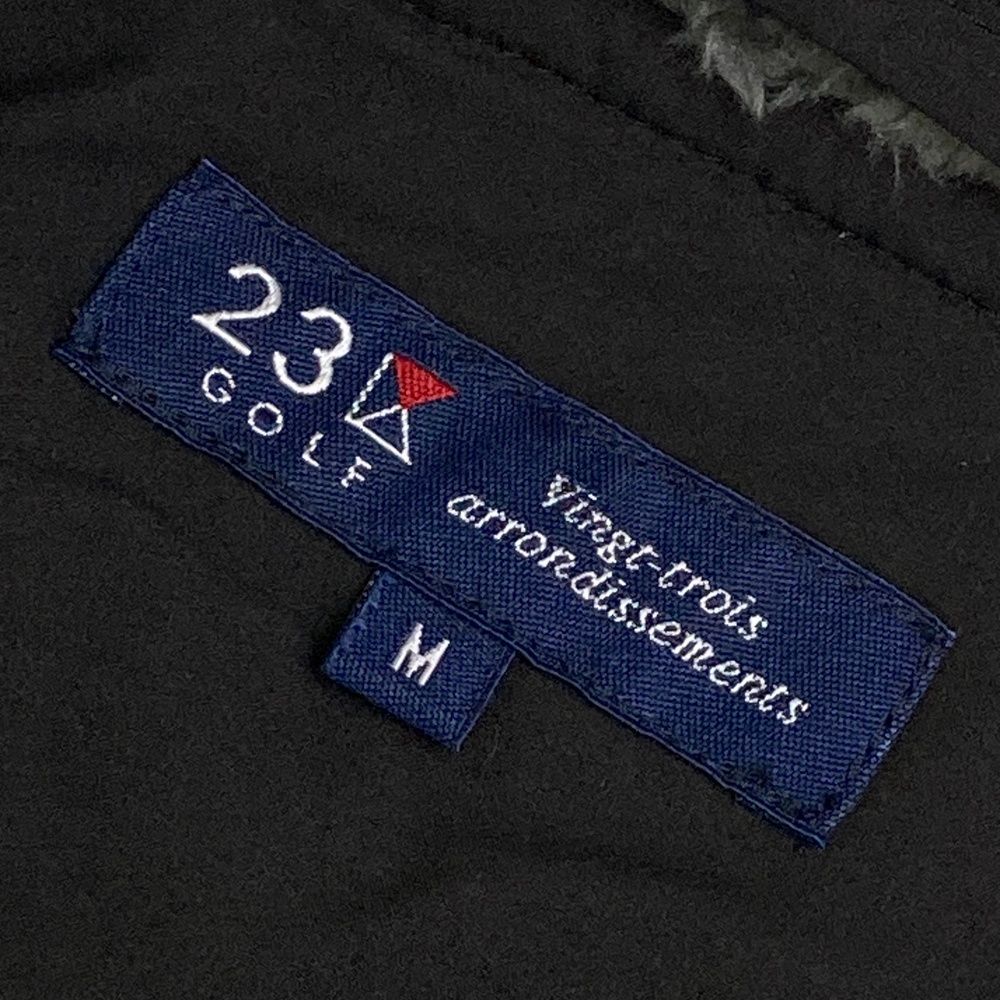 23
GOLF
Vingt-trois
arrondissements
M